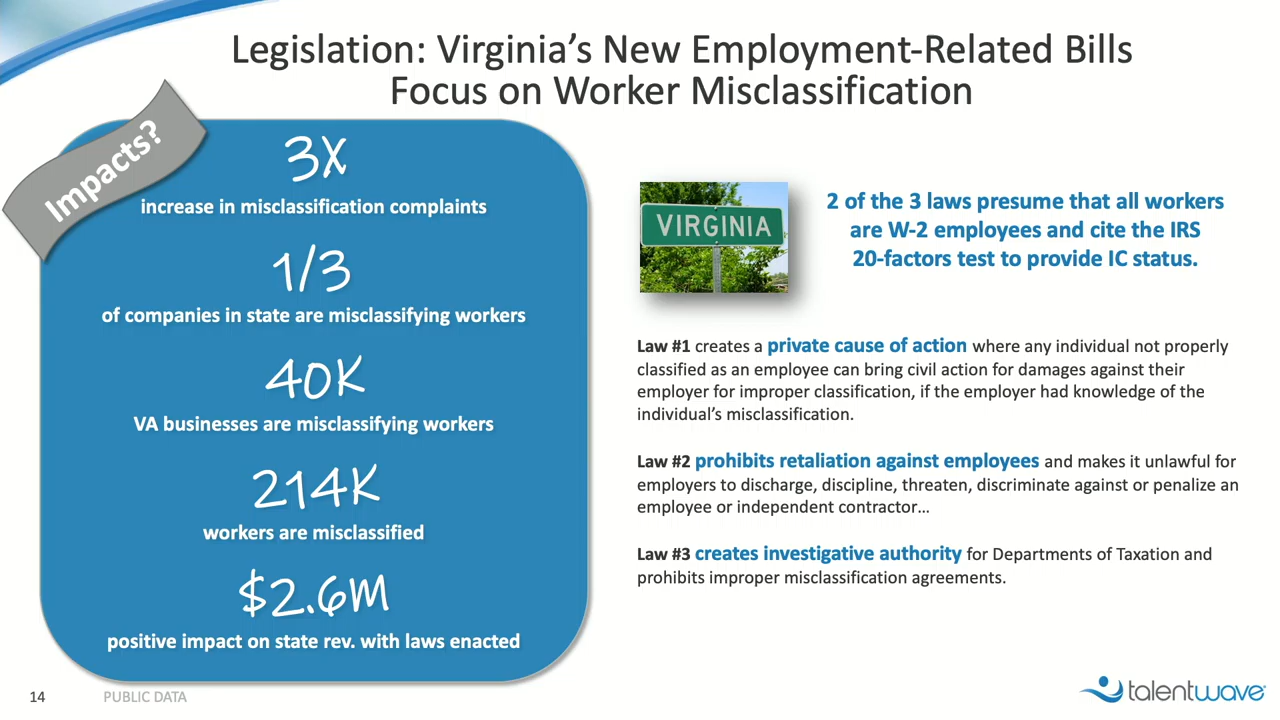 Legislation: Virginia’s New Employment-Related Bills
Focus on Worker Misclassification
Impacts?
3X
increase in misclassification complaints
1/3
of companies in state are misclassifying workers
40K
VA businesses are misclassifying workers
214K
workers are misclassified
$2.6M
positive impact on state rev. with laws enacted
VIRGINIA
2 of the 3 laws presume that all workers
are W-2 employees and cite the IRS
20-factors test to provide IC status.
Law #1 creates a private cause of action where any individual not properly
classified as an employee can bring civil action for damages against their
employer for improper classification, if the employer had knowledge of the
individual’s misclassification.
Law #2 prohibits retaliation against employees and makes it unlawful for
employers to discharge, discipline, threaten, discriminate against or penalize an
employee or independent contractor…
Law #3 creates investigative authority for Departments of Taxation and
prohibits improper misclassification agreements.
14
PUBLIC DATA
talentwave